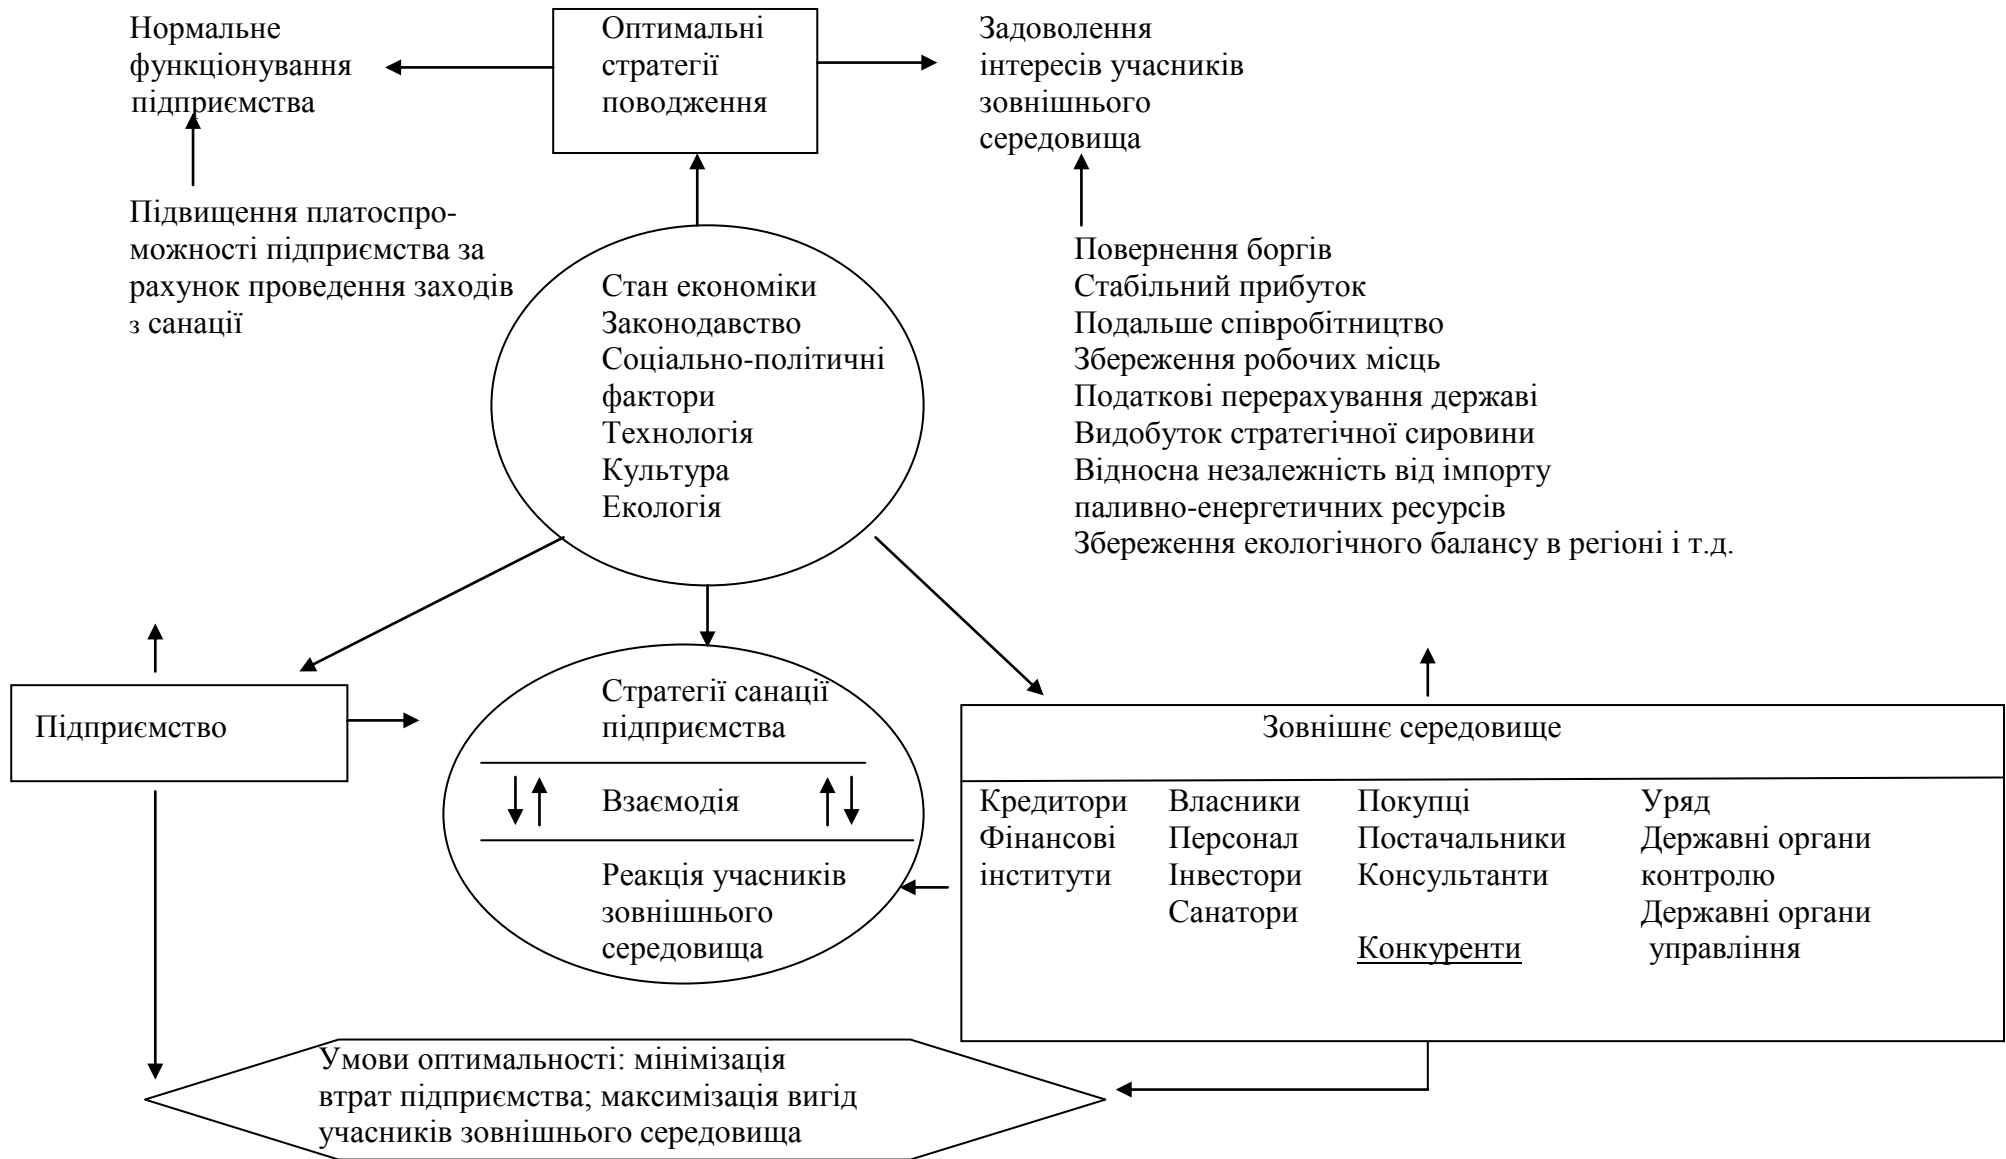 Нормальне
функціонування
підприємства
Оптимальні
стратегії
поводження
Задоволення
інтересів учасників
зовнішнього
середовища
Підвищення платоспро-
можності підприємства за
рахунок проведення заходів
з санації
Стан економіки
Законодавство
Соціально-політичні
фактори
Технологія
Культура
Екологія
Повернення боргів
Стабільний прибуток
Подальше співробітництво
Збереження робочих місць
Податкові перерахування державі
Видобуток стратегічної сировини
Відносна незалежність від імпорту
паливно-енергетичних ресурсів
Збереження екологічного балансу в регіоні і т.д.
Підприємство
Стратегії санації
підприємства
Взаємодія
Реакція учасників
зовнішнього
середовища
Зовнішнє середовище
Кредитори
Фінансові
інститути
Власники
Персонал
Інвестори
Санатори
Покупці
Постачальники
Консультанти
Конкуренти
Уряд
Державні органи
контролю
Державні органи
управління
Умови оптимальності: мінімізація
втрат підприємства; максимізація вигід
учасників зовнішнього середовища